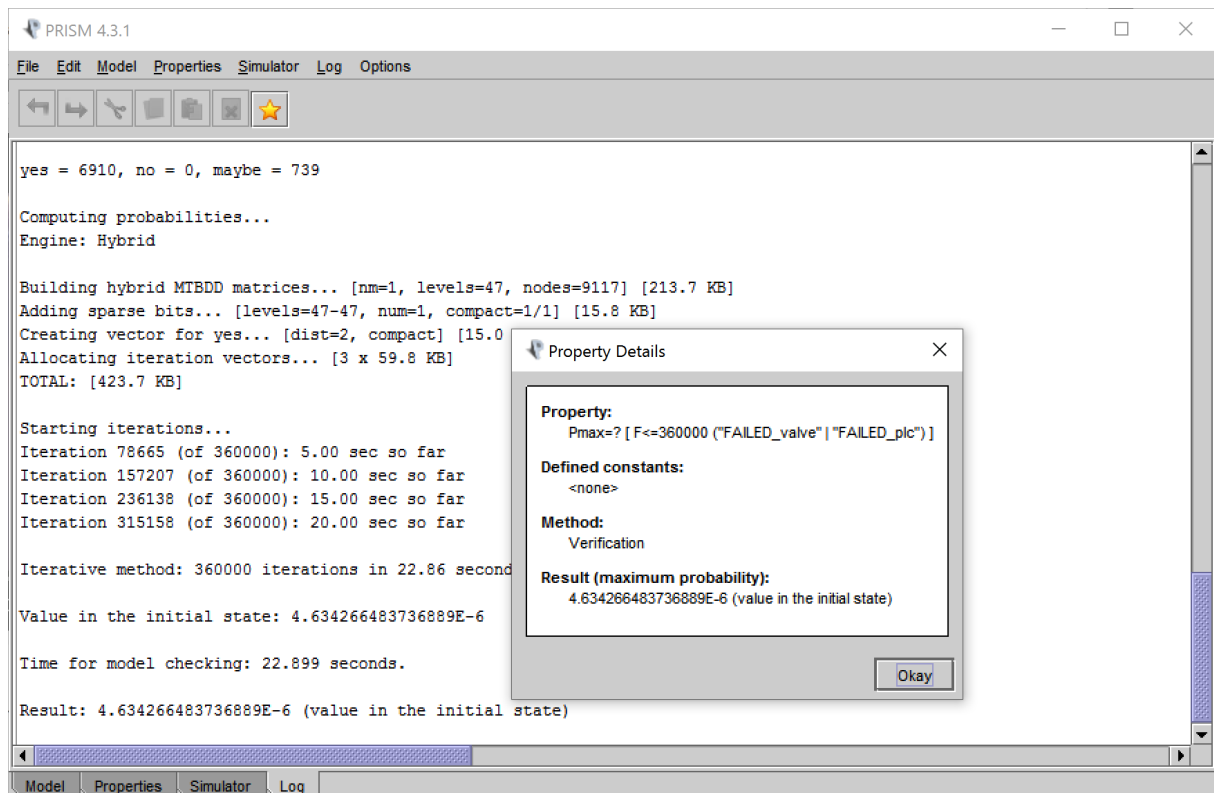 PRISM 4.3.1
File Edit Model Properties Simulator Log Options
yes = 6910, no = 0, maybe = 739
Computing probabilities...
Engine: Hybrid
Building hybrid MTBDD matrices... [nm=1, levels=47, nodes=9117] [213.7 KB]
Adding sparse bits... [levels=47-47, num=1, compact=1/1] [15.8 KB]
Creating vector for yes... [dist=2, compact] [15.0
Allocating iteration vectors... [3 x 59.8 KB]
TOTAL: [423.7 KB]
Starting iterations...
Iteration 78665 (of 360000): 5.00 sec so far
Iteration 157207 (of 360000): 10.00 sec so far
Iteration 236138 (of 360000): 15.00 sec so far
Iteration 315158 (of 360000): 20.00 sec so far
Iterative method: 360000 iterations in 22.86 second
Value in the initial state: 4.634266483736889E-6
Time for model checking: 22.899 seconds.
Result: 4.634266483736889E-6 (value in the initial state)
Property Details
Property:
Pmax=? [ F<=360000 ("FAILED_valve" | "FAILED_plc") ]
Defined constants:
<none>
Method:
Verification
Result (maximum probability):
4.634266483736889E-6 (value in the initial state)
Okay
Model Properties Simulator Log